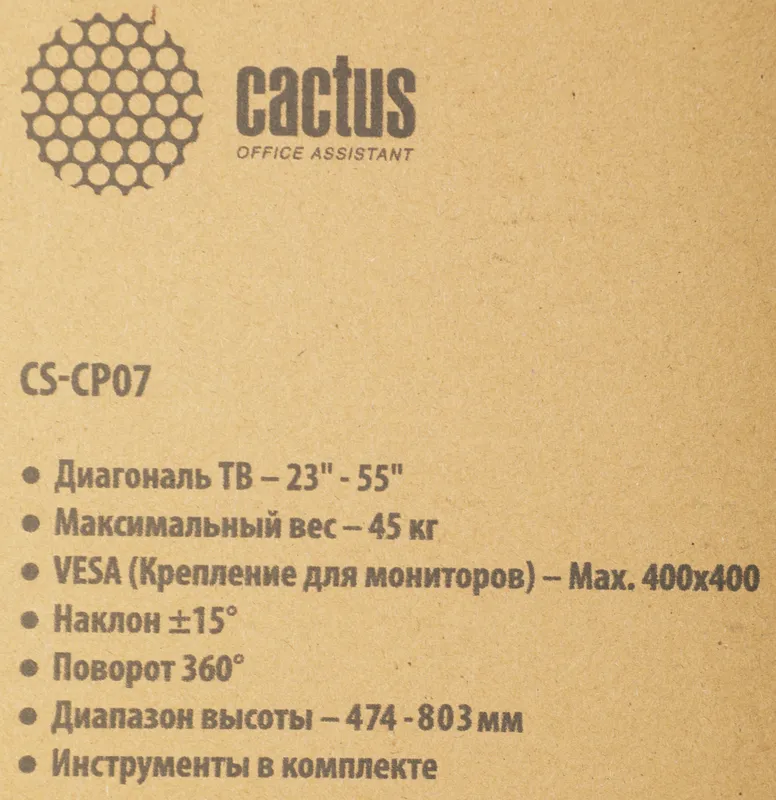 cactus
OFFICE ASSISTANT
CS-CP07
● Диагональ ТВ – 23" - 55"
● Максимальный вес – 45 кг
● VESA (Крепление для мониторов) – Max. 400x400
● Наклон ±15°
● Поворот 360°
● Диапазон высоты – 474 - 803 мм
● Инструменты в комплекте